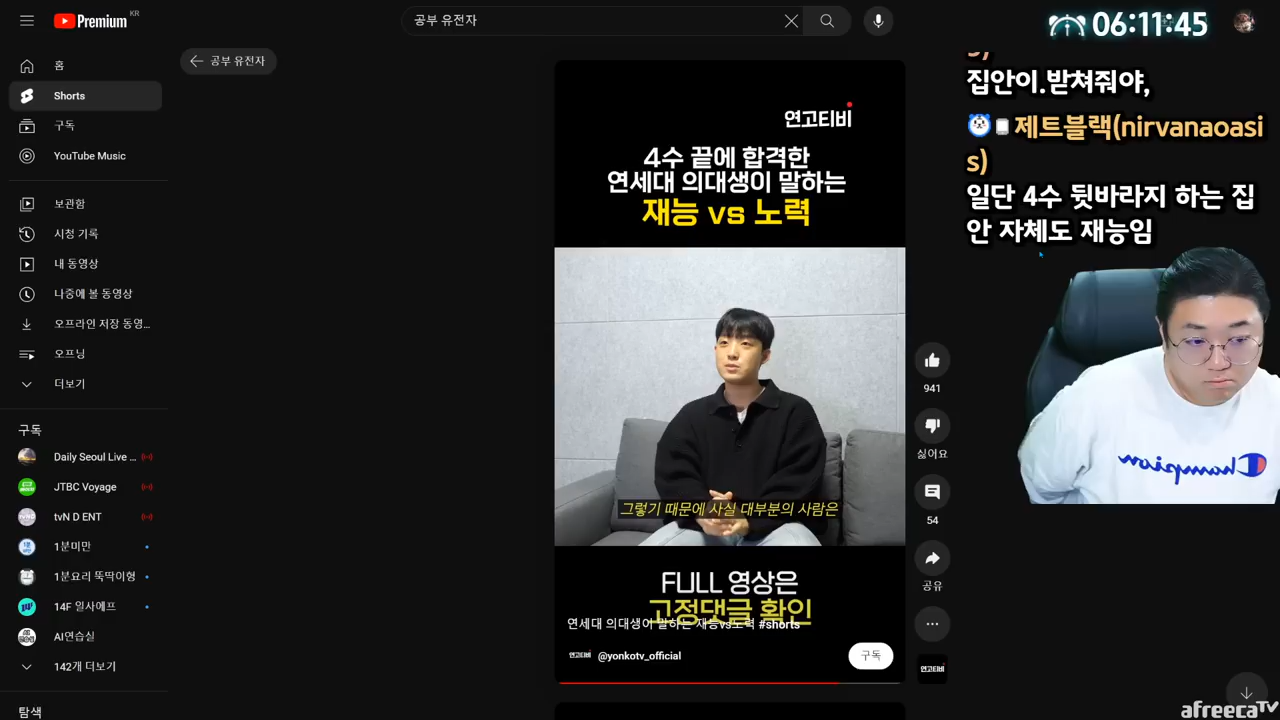 Premium KR
공부 유전자
06:11:45
홈
Shorts
구독
YouTube Music
보관함
시청 기록
내 동영상
나중에 볼 동영상
오프라인 저장 동영...
오프닝
더보기
구독
Daily Seoul Live ...
JTBC Voyage
tvN D ENT
1분미만
1분요리 뚝딱이형
14F 일사에프
AI연습실
142개 더보기
탐색
공부 유전자
연고티비
4수 끝에 합격한
연세대 의대생이 말하는
재능 vs 노력
그렇기 때문에 사실 대부분의 사람은
FULL 영상은
고정댓글 확인
연세대 의대생이 말하는 재능vs노력 #shorts
연고티비
@yonkotv_official
구독
941
싫어요
54
공유
연고티비
s)
집안이.받쳐줘야,
제트블랙(nirvanaoasi
s)
일단 4수 뒷바라지 하는 집
안 자체도 재능임
Champion
afreecaTV